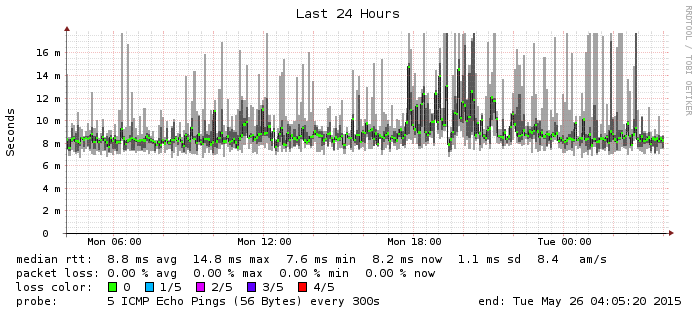 Last 24 Hours
RRDTOOL / TOBI OETIKER
Seconds
16 m
14 m
12 m
10 m
8 m
6 m
4 m
2 m
0
Mon 06:00 Mon 12:00 Mon 18:00 Tue 00:00
median rtt: 8.8 ms avg 14.8 ms max 7.6 ms min 8.2 ms now 1.1 ms sd 8.4 am/s
packet loss: 0.00 % avg 0.00 % max 0.00 % min 0.00 % now
loss color: 0 1/5 2/5 3/5 4/5
probe: 5 ICMP Echo Pings (56 Bytes) every 300s end: Tue May 26 04:05:20 2015